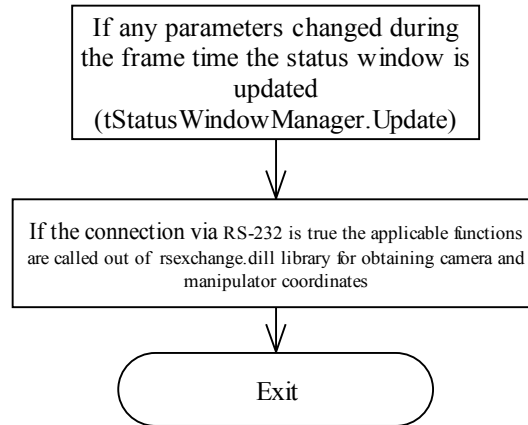 If any parameters changed during
the frame time the status window is
updated
(tStatusWindowManager.Update)
If the connection via RS-232 is true the applicable functions
are called out of rsexchange.dill library for obtaining camera and
manipulator coordinates
Exit